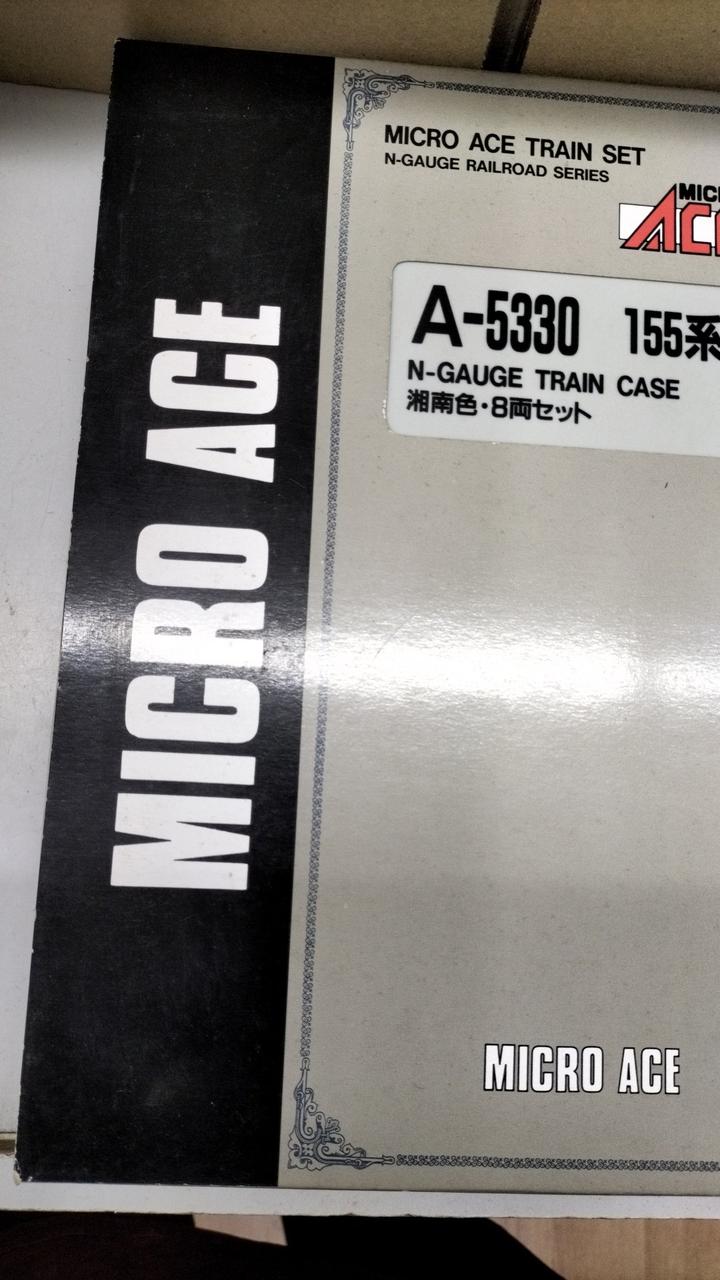 MICRO ACE
MICRO ACE TRAIN SET
N-GAUGE RAILROAD SERIES
A-5330 155系
N-GAUGE TRAIN CASE
湘南色・8両セット
MICRO ACE